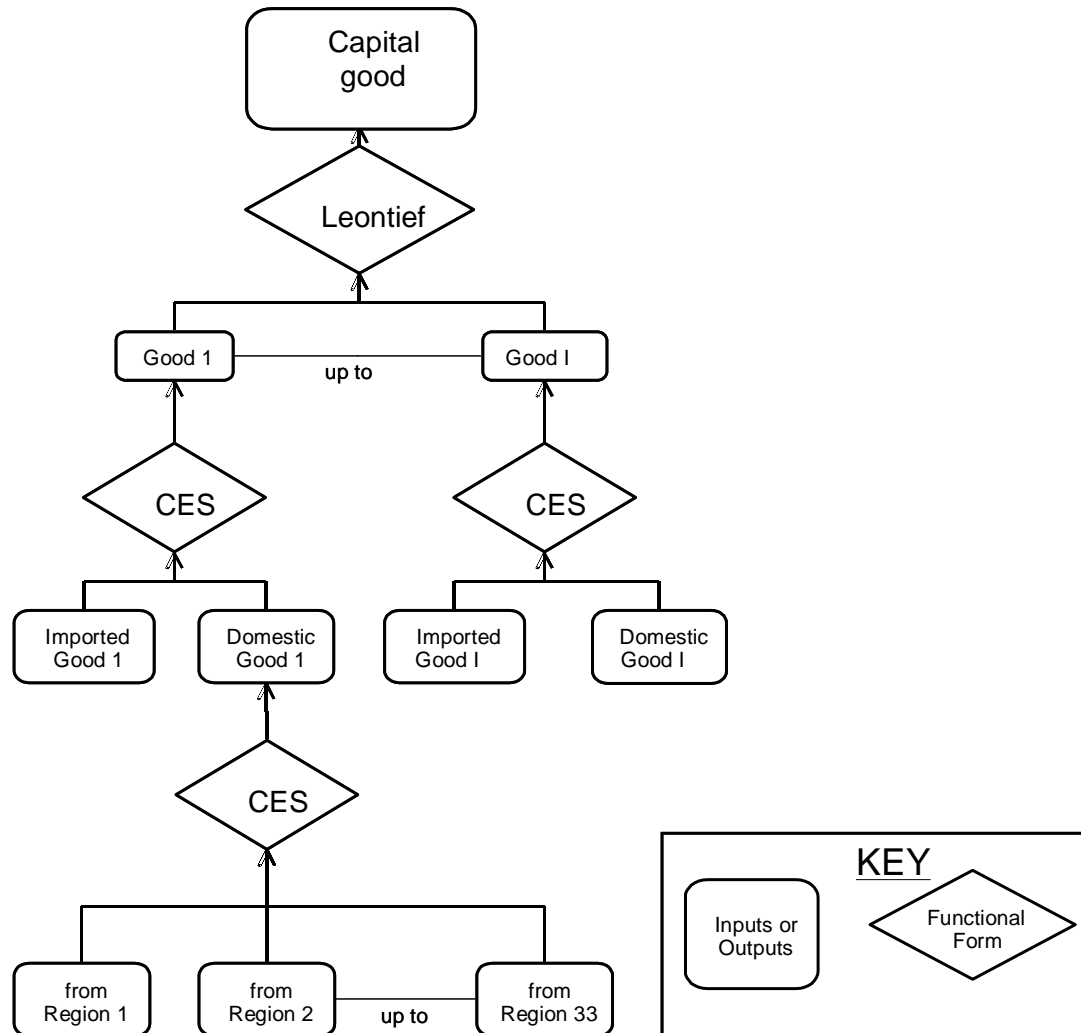 Capital
good
Leontief
Good 1
up to
Good I
CES
CES
Imported
Good 1
Domestic
Good 1
Imported
Good I
Domestic
Good I
CES
KEY
Inputs or
Outputs
Functional
Form
from
Region 1
from
Region 2
up to
from
Region 33